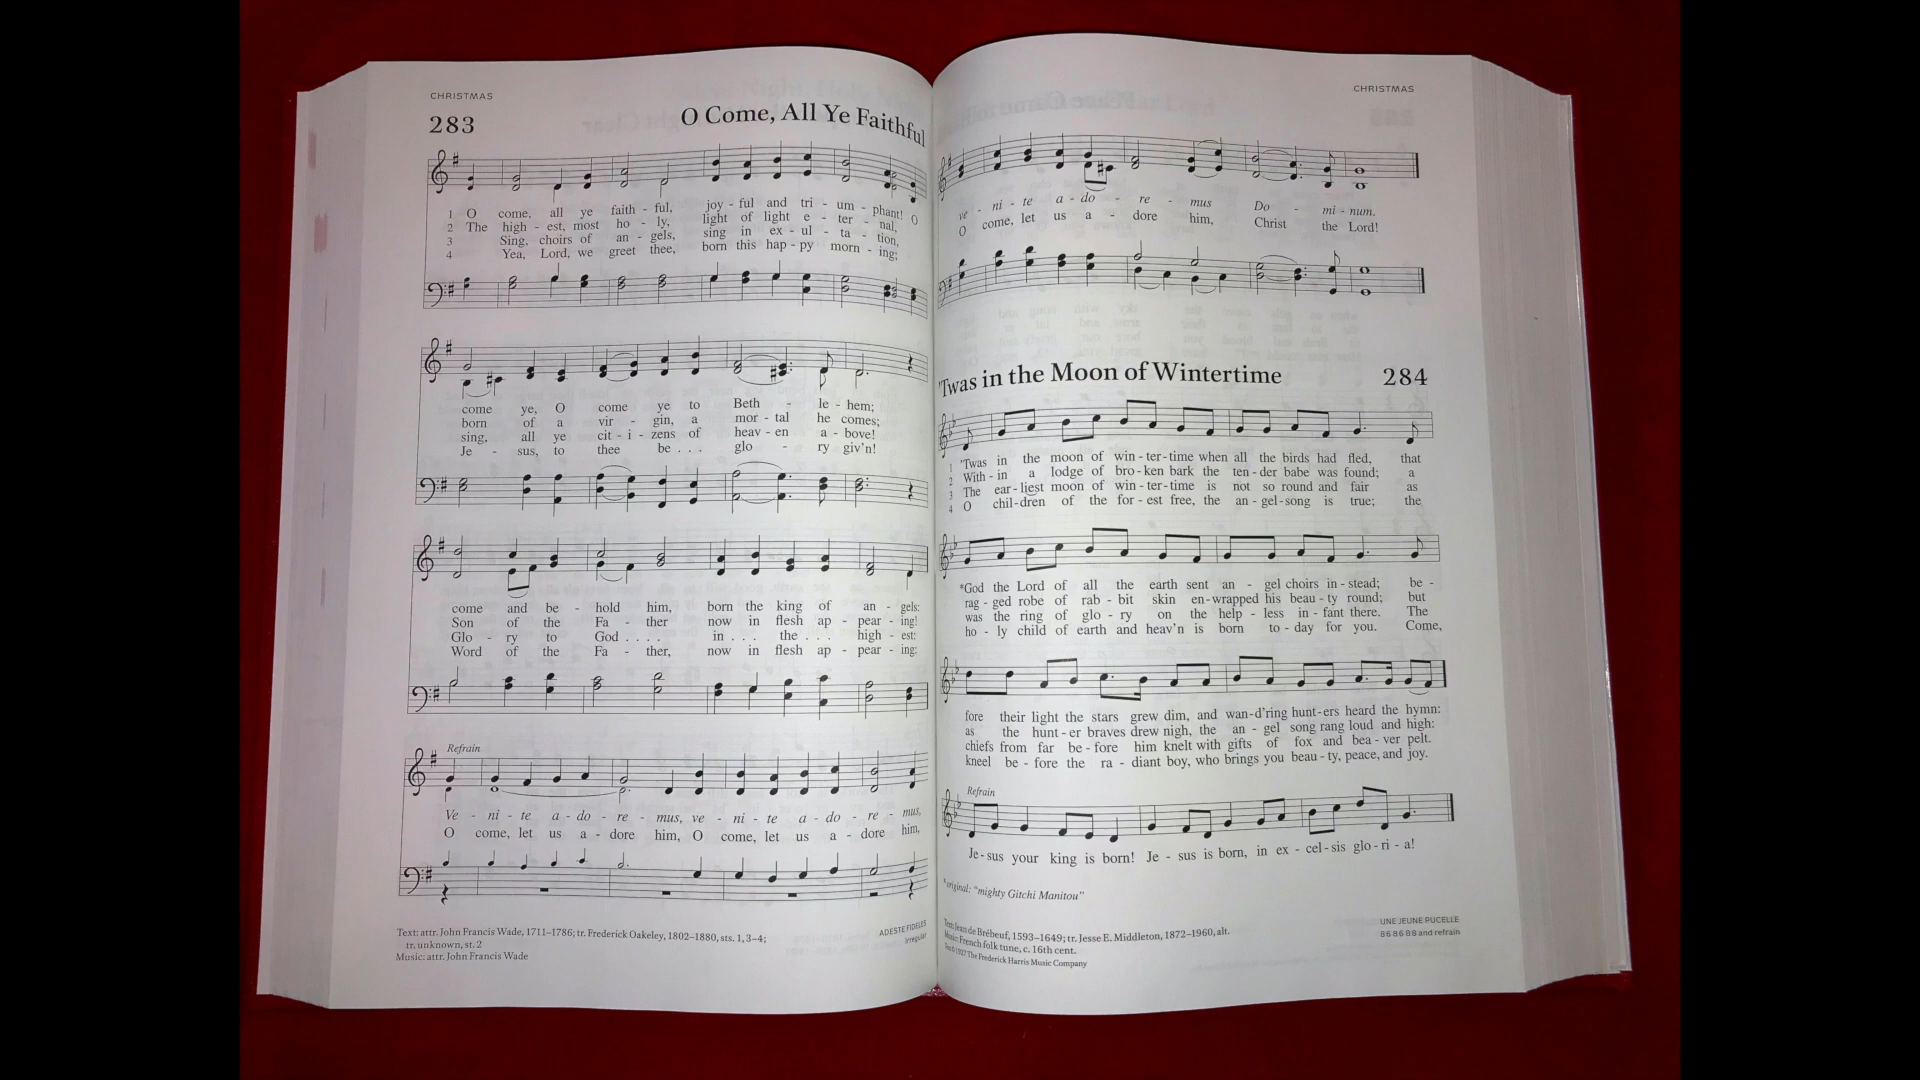 CHRISTMAS
283
O Come, All Ye Faithful
1 O come, all ye faith - ful, joy - ful and tri - um - phant! O
2 The high - est, most ho - ly, light of light e - ter - nal,
3 Sing, choirs of an - gels, sing in ex - ul - ta - tion,
4 Yea, Lord, we greet thee, born this hap - py morn - ing;
come ye, O come ye to Beth - le - hem;
born of a vir - gin, a mor - tal he comes;
sing, all ye cit - i - zens of heav - en a - bove!
Je - sus, to thee be . . . glo - ry giv'n!
come and be - hold him, born the king of an - gels:
Son of the Fa - ther now in flesh ap - pear - ing!
Glo - ry to God . . . . in . . . the . . . high - est:
Word of the Fa - ther, now in flesh ap - pear - ing:
Refrain
Ve - ni - te a - do - re - mus, ve - ni - te a - do - re - mus,
O come, let us a - dore him, O come, let us a - dore him,
Text: attr. John Francis Wade, 1711–1786; tr. Frederick Oakeley, 1802–1880, sts. 1, 3–4;
tr. unknown, st. 2
Music: attr. John Francis Wade
ADESTE FIDELES
Irregular
CHRISTMAS
ve - ni - te a - do - re - mus Do - mi - num.
O come, let us a - dore him, Christ the Lord!
'Twas in the Moon of Wintertime
284
1 'Twas in the moon of win - ter - time when all the birds had fled, that
2 With - in a lodge of bro - ken bark the ten - der babe was found; a
3 The ear - liest moon of win - ter - time is not so round and fair as
4 O chil - dren of the for - est free, the an - gel - song is true; the
*God the Lord of all the earth sent an - gel choirs in - stead; be -
rag - ged robe of rab - bit skin en - wrapped his beau - ty round; but
was the ring of glo - ry on the help - less in - fant there. The
ho - ly child of earth and heav'n is born to - day for you. Come,
fore their light the stars grew dim, and wan - d'ring hunt - ers heard the hymn:
as the hunt - er braves drew nigh, the an - gel song rang loud and high:
chiefs from far be - fore him knelt with gifts of fox and bea - ver pelt.
kneel be - fore the ra - diant boy, who brings you beau - ty, peace, and joy.
Refrain
Je - sus your king is born! Je - sus is born, in ex - cel - sis glo - ri - a!
*original: "mighty Gitchi Manitou"
Text: Jean de Brébeuf, 1593–1649; tr. Jesse E. Middleton, 1872–1960, alt.
Music: French folk tune, c. 16th cent.
Text © 1927 The Frederick Harris Music Company
UNE JEUNE PUCELLE
8 6 8 6 8 8 and refrain